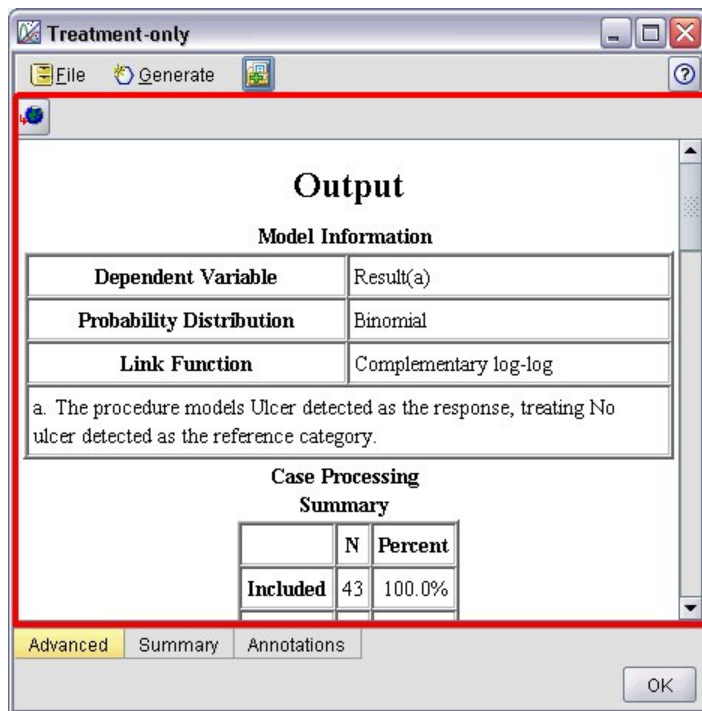 Treatment-only
File Generate
Output
Model Information
Dependent Variable Result(a)
Probability Distribution Binomial
Link Function Complementary log-log
a. The procedure models Ulcer detected as the response, treating No
ulcer detected as the reference category.
Case Processing
Summary
N Percent
Included 43 100.0%
Advanced Summary Annotations
OK